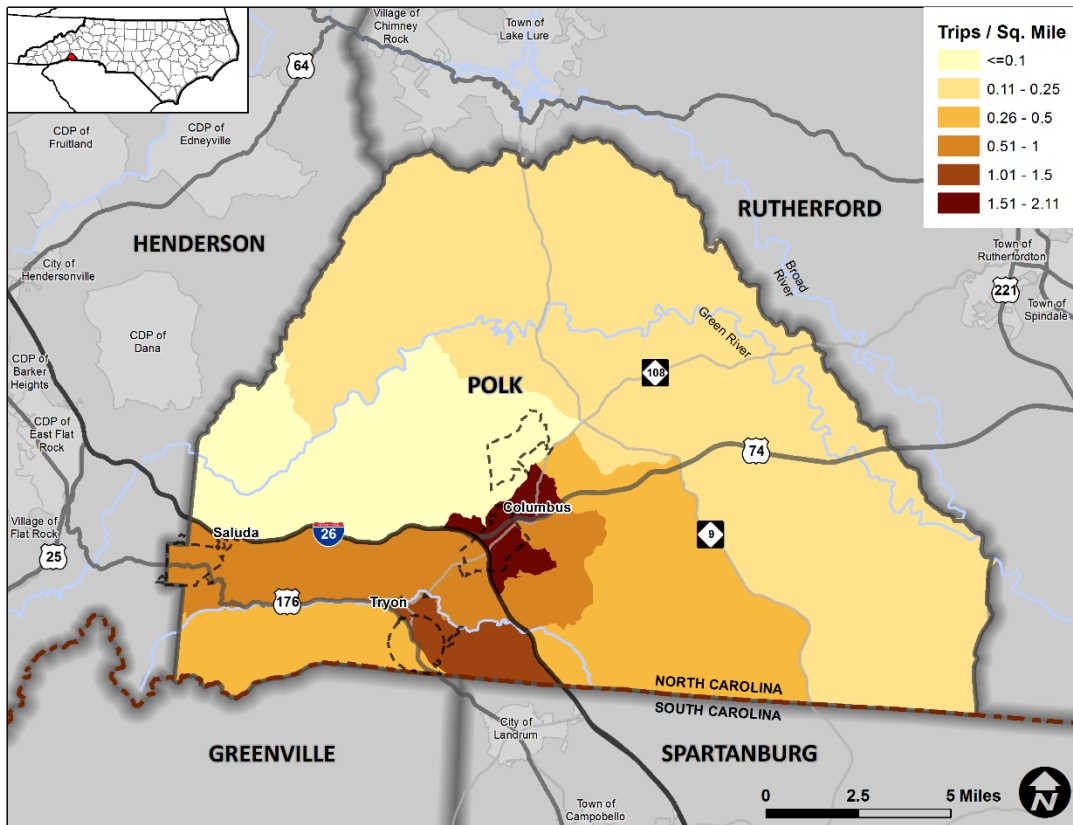 Village of
Chimney
Rock
Town of
Lake Lure
64
CDP of
Fruitland
CDP of
Edneyville
Trips / Sq. Mile
<=0.1
0.11 - 0.25
0.26 - 0.5
0.51 - 1
1.01 - 1.5
1.51 - 2.11
HENDERSON
RUTHERFORD
City of
Hendersonville
Town of
Rutherfordton
Broad
River
221
Town of
Spindale
CDP of
Dana
Green River
CDP of
Barker
Heights
108
POLK
CDP of
East Flat
Rock
74
Columbus
Village of
Flat Rock
Saluda
INTERSTATE
26
9
25
176
Tryon
NORTH CAROLINA
SOUTH CAROLINA
City of
Landrum
GREENVILLE
SPARTANBURG
0 2.5 5 Miles
N
Town of
Campobello